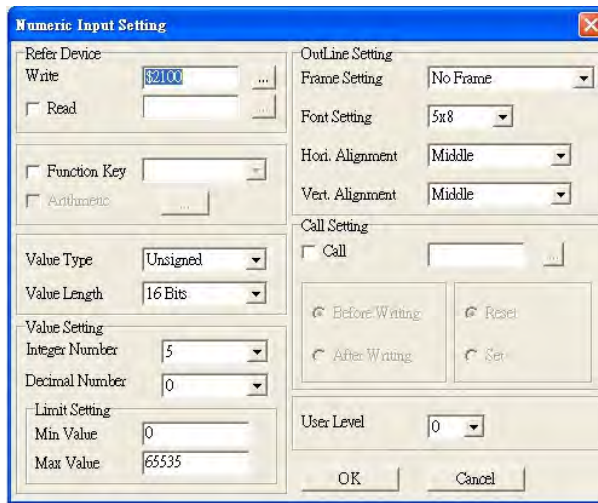 Numeric Input Setting
Refer Device
Write $2100 ...
Read ...
Function Key
Arithmetic ...
Value Type Unsigned
Value Length 16 Bits
Value Setting
Integer Number 5
Decimal Number 0
Limit Setting
Min Value 0
Max Value 65535
OutLine Setting
Frame Setting No Frame
Font Setting 5x8
Hori. Alignment Middle
Vert. Alignment Middle
Call Setting
Call ...
Before Writing Reset
After Writing Set
User Level 0
OK Cancel